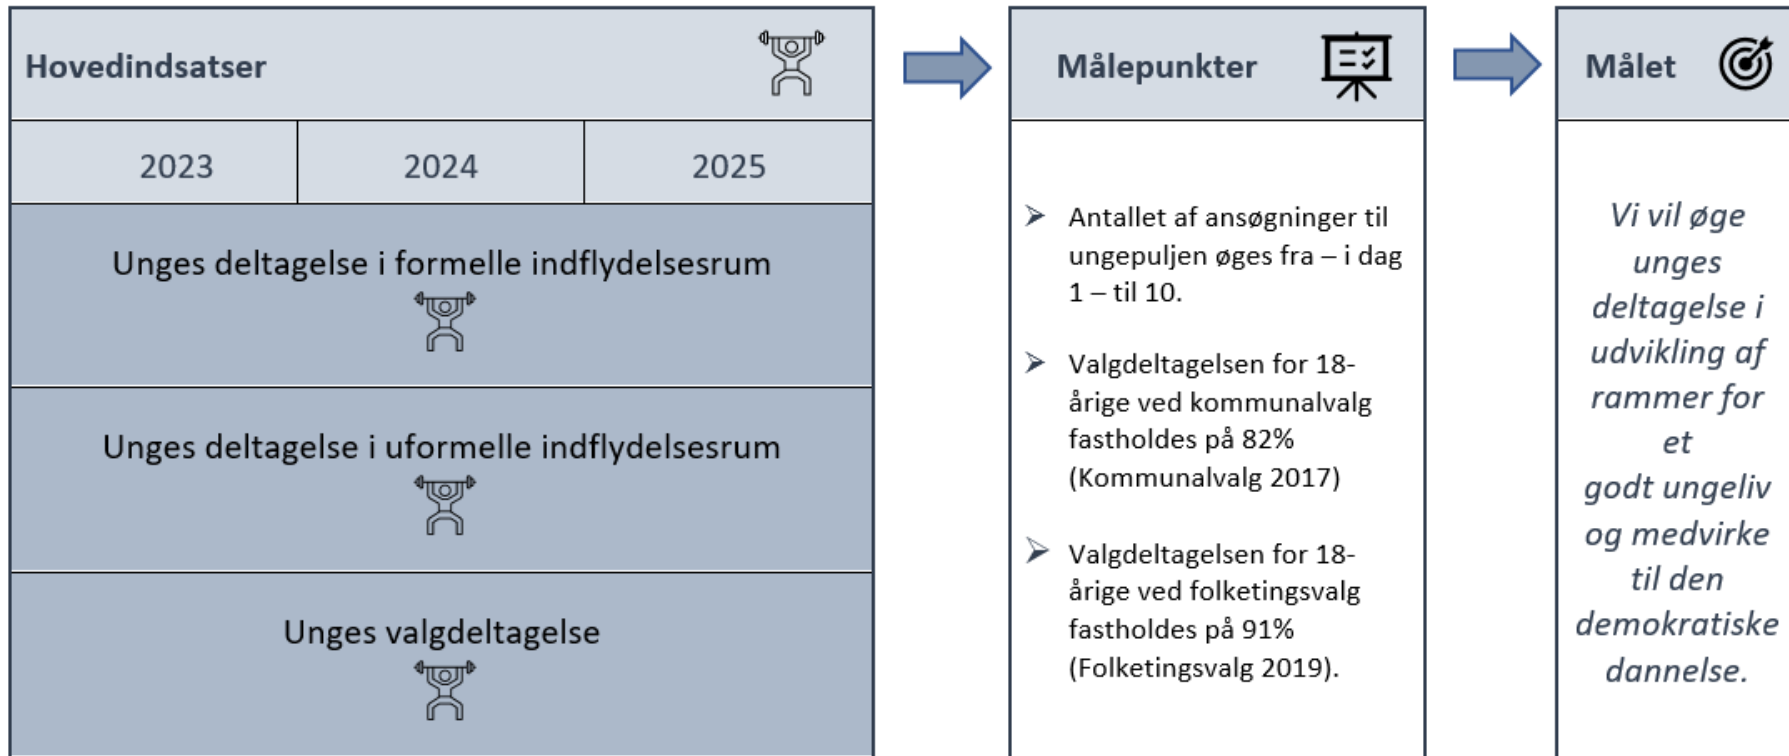 Hovedindsatser
2023
2024
2025
Unges deltagelse i formelle indflydelsesrum
Unges deltagelse i uformelle indflydelsesrum
Unges valgdeltagelse
Målepunkter
➢ Antallet af ansøgninger til
ungepuljen øges fra – i dag
1 – til 10.
➢ Valgdeltagelsen for 18-
årige ved kommunalvalg
fastholdes på 82%
(Kommunalvalg 2017)
➢ Valgdeltagelsen for 18-
årige ved folketingsvalg
fastholdes på 91%
(Folketingsvalg 2019).
Målet
Vi vil øge
unges
deltagelse i
udvikling af
rammer for
et
godt ungeliv
og medvirke
til den
demokratiske
dannelse.